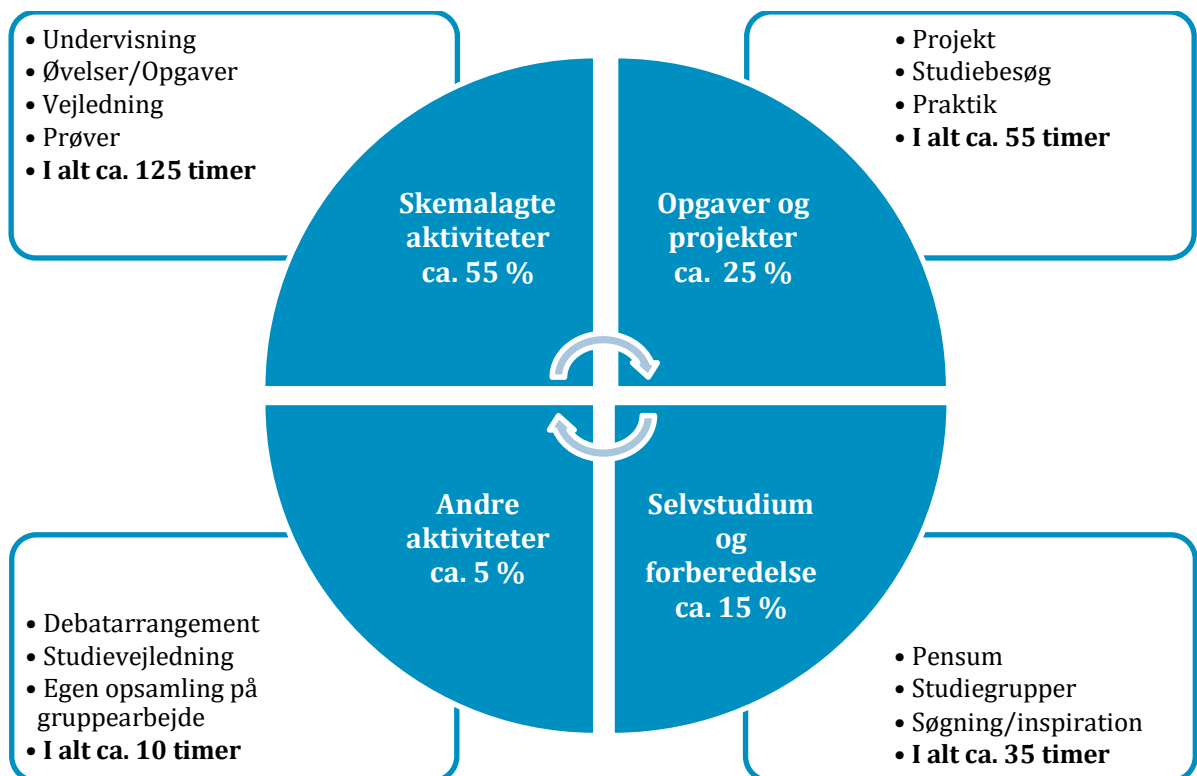 • Undervisning
• Øvelser/Opgaver
• Vejledning
• Prøver
• I alt ca. 125 timer
• Projekt
• Studiebesøg
• Praktik
• I alt ca. 55 timer
Skemalagte
aktiviteter
ca. 55 %
Opgaver og
projekter
ca. 25 %
Andre
aktiviteter
ca. 5 %
Selvstudium
og
forberedelse
ca. 15 %
• Debatarrangement
• Studievejledning
• Egen opsamling på
gruppearbejde
• I alt ca. 10 timer
• Pensum
• Studiegrupper
• Søgning/inspiration
• I alt ca. 35 timer